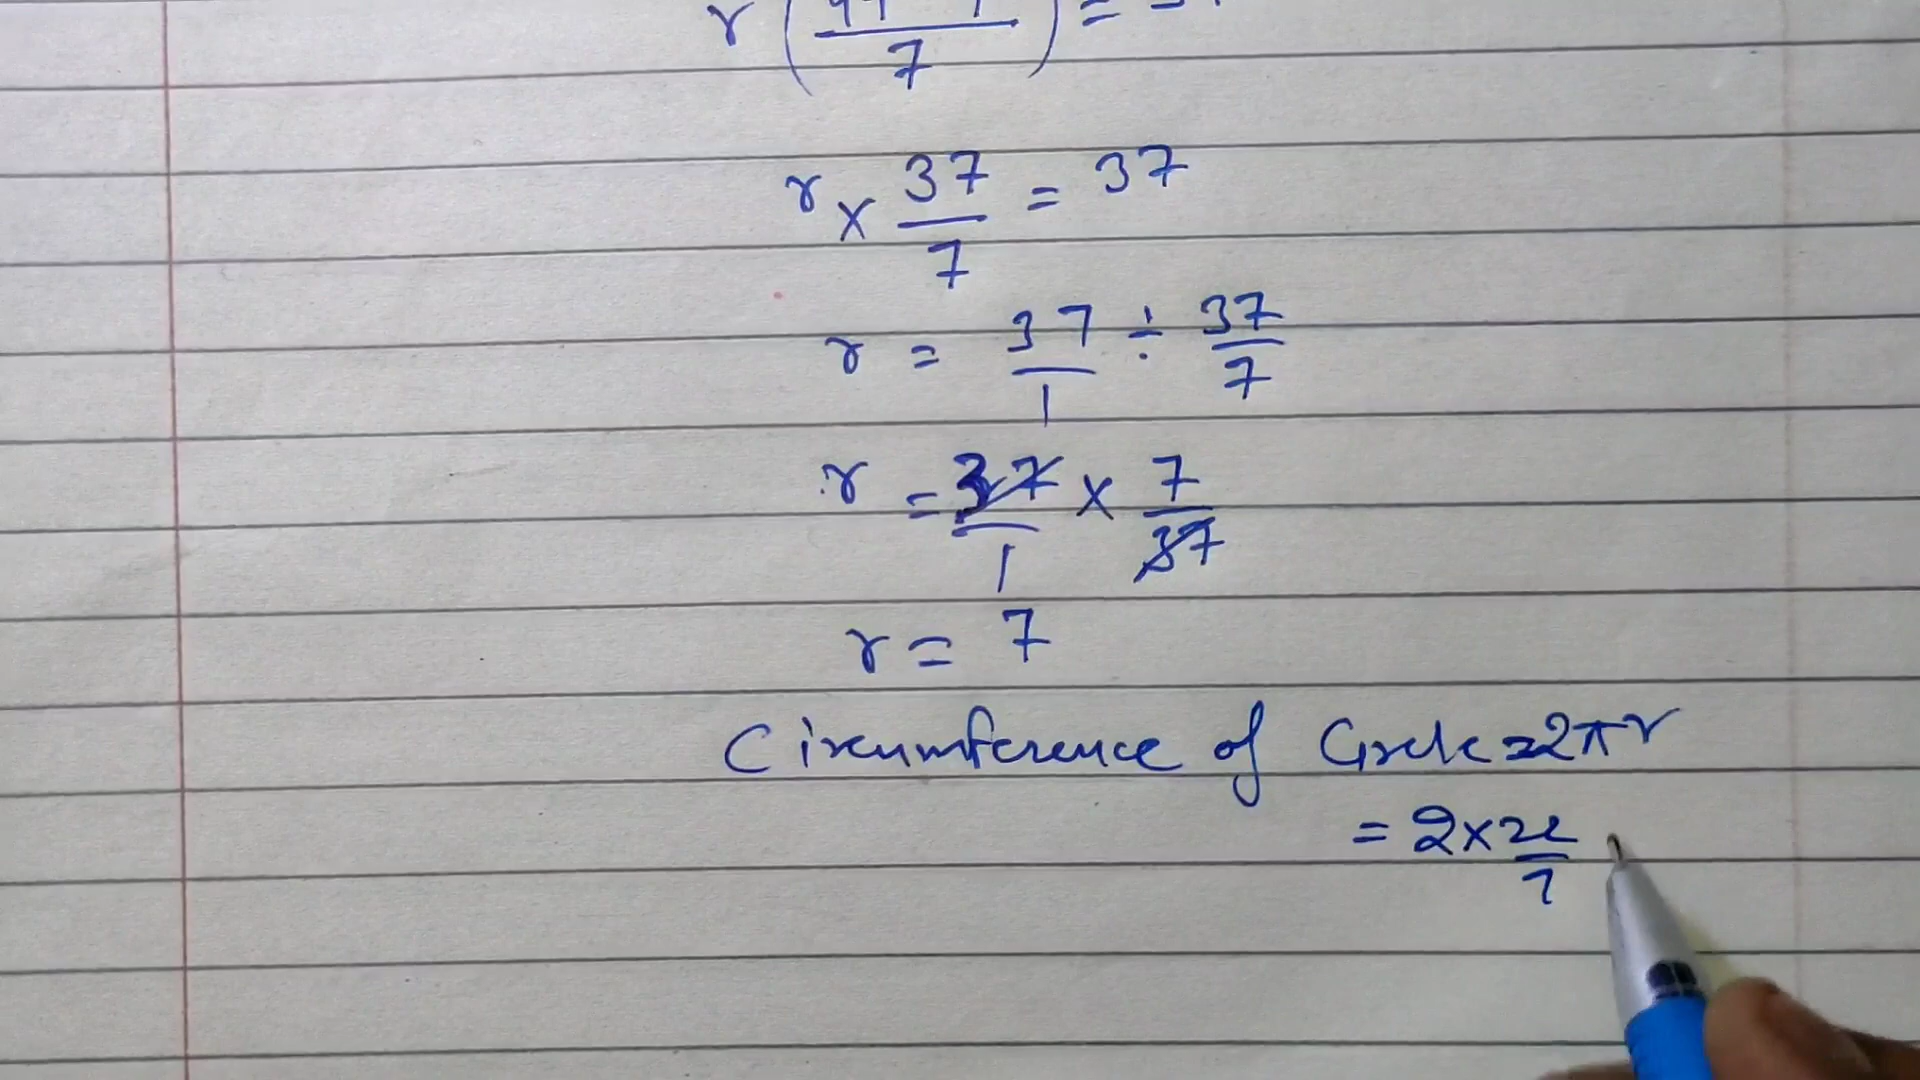 r × 37/7 = 37
r = 37/1 ÷ 37/7
r = 37/1 × 7/37
r = 7
Circumference of Circle = 2πr
= 2 × 22/7